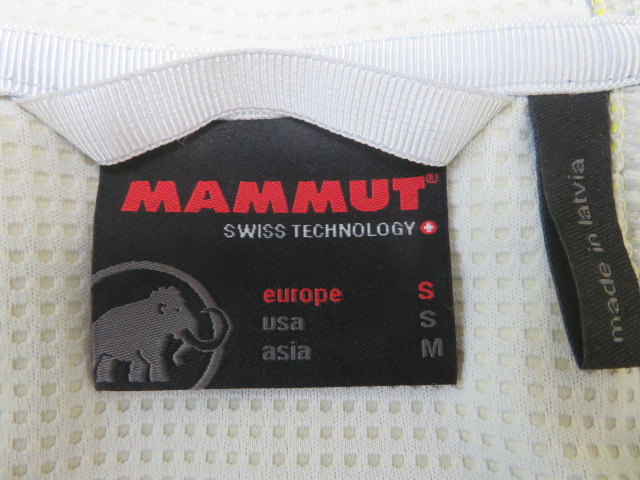 MAMMUT®
SWISS TECHNOLOGY
europe S
usa S
asia M
made in latvia